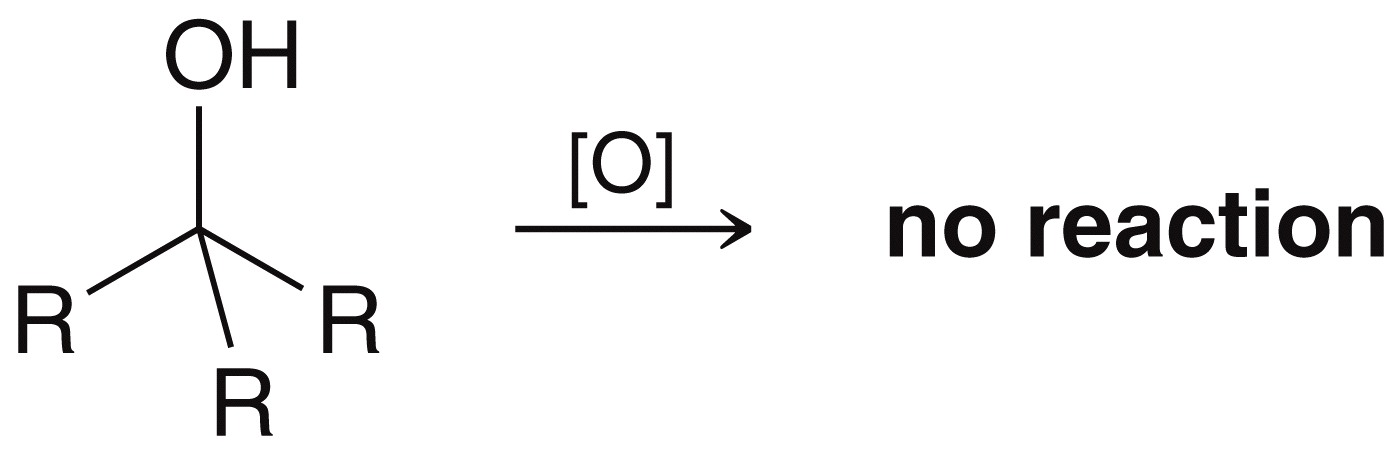 OH
[O]
no reaction
R
R
R